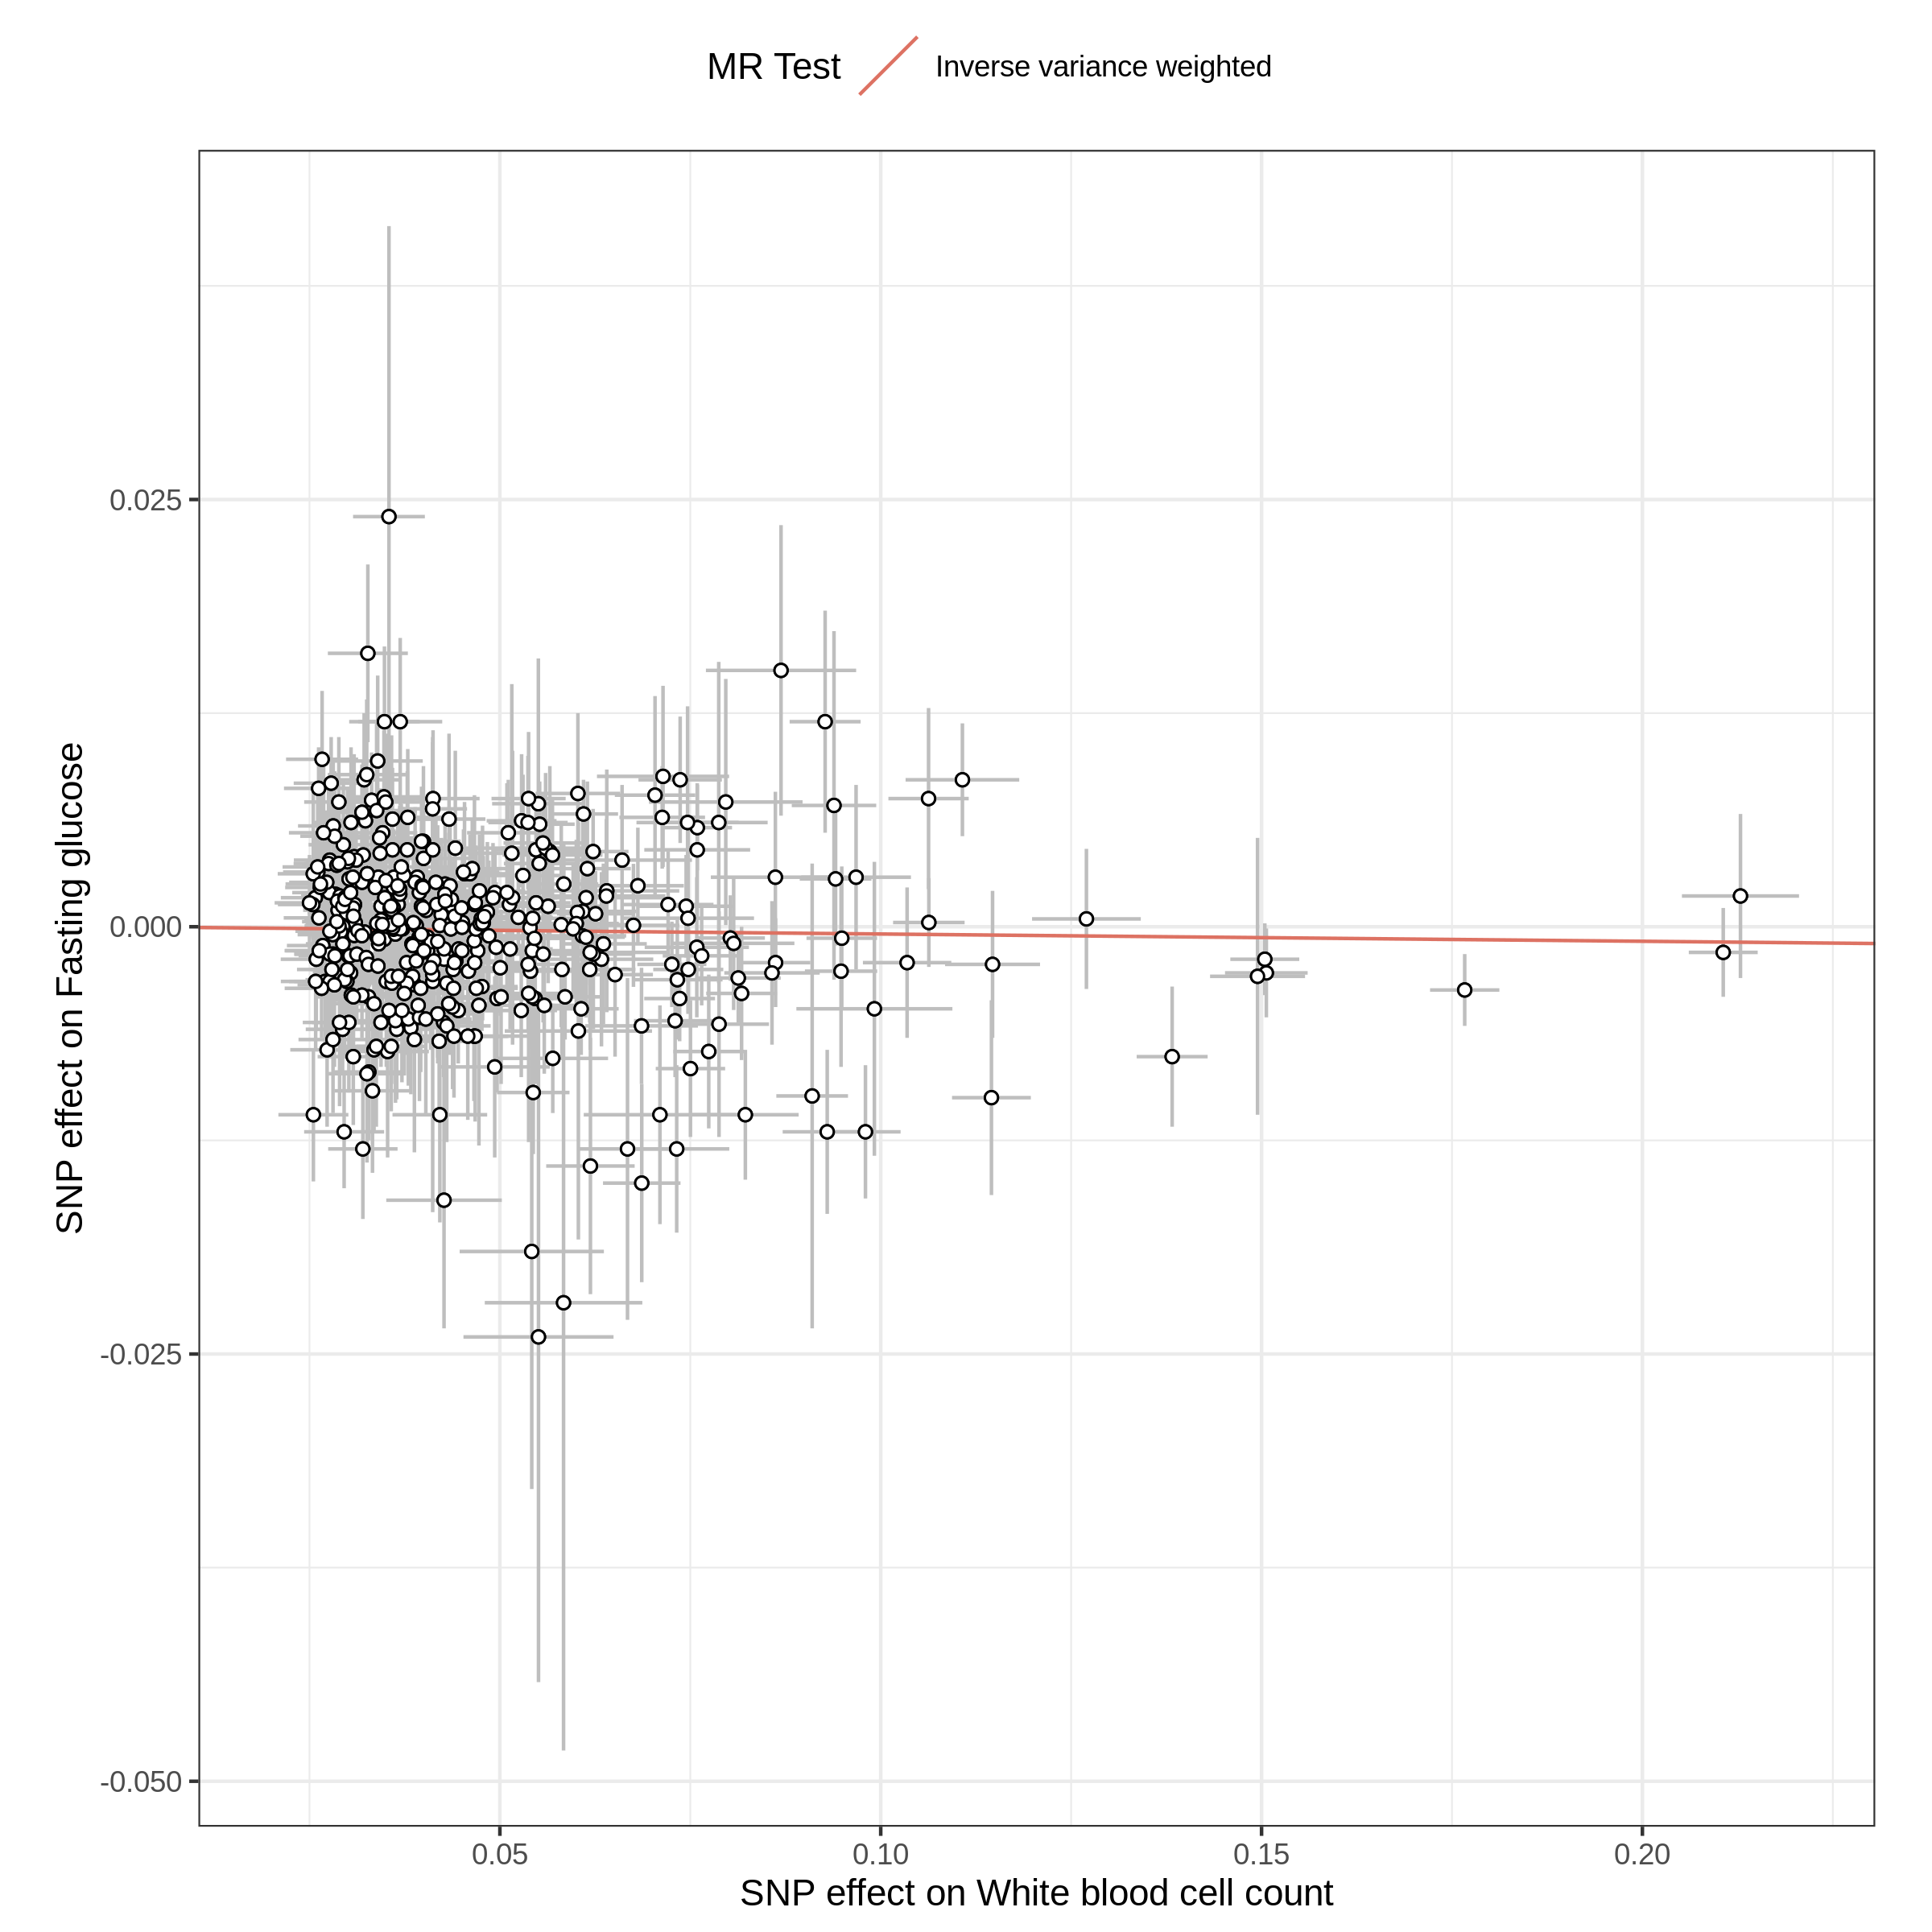 MR Test Inverse variance weighted
SNP effect on Fasting glucose
0.025
0.000
-0.025
-0.050
0.05 0.10 0.15 0.20
SNP effect on White blood cell count